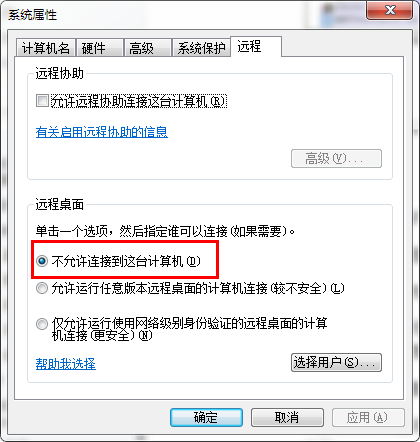 系统属性
计算机名 硬件 高级 系统保护 远程
远程协助
允许远程协助连接这台计算机(R)
有关启用远程协助的信息
高级(V)...
远程桌面
单击一个选项，然后指定谁可以连接(如果需要)。
不允许连接到这台计算机(D)
允许运行任意版本远程桌面的计算机连接(较不安全)(L)
仅允许运行使用网络级别身份验证的远程桌面的计算
机连接(更安全)(N)
帮助我选择
选择用户(S)...
确定 取消 应用(A)